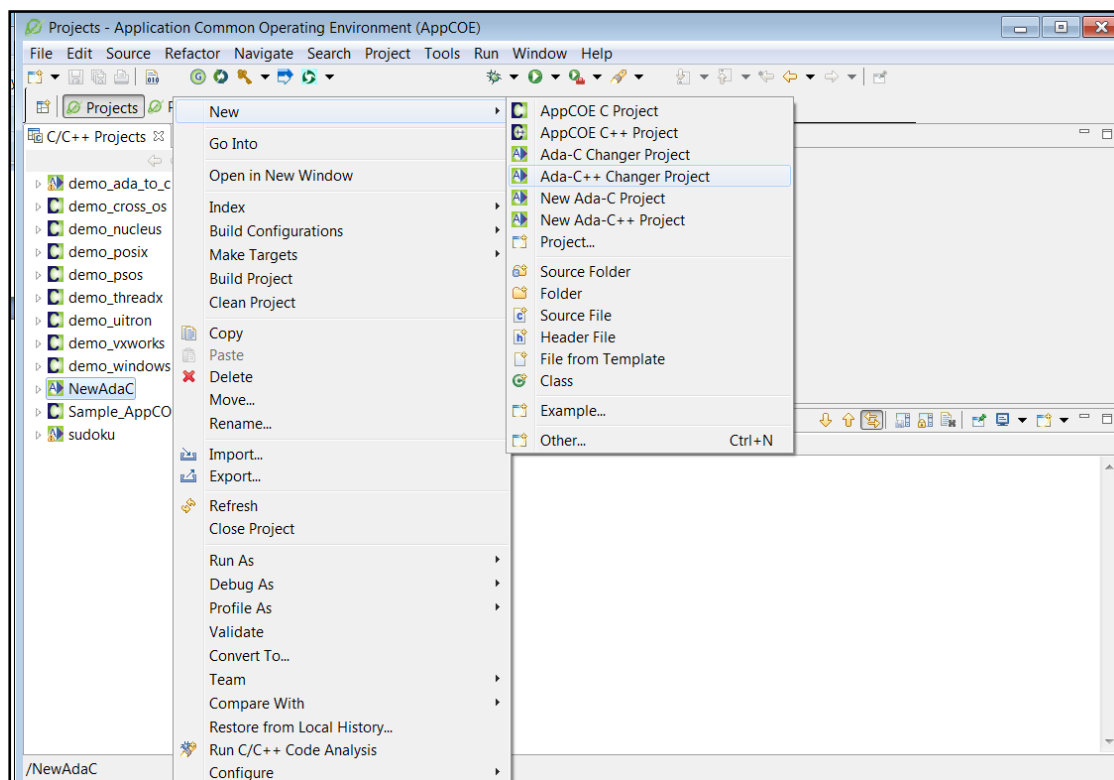 Projects - Application Common Operating Environment (AppCOE)
File Edit Source Refactor Navigate Search Project Tools Run Window Help
Projects
C/C++ Projects
demo_ada_to_c
demo_cross_os
demo_nucleus
demo_posix
demo_psos
demo_threadx
demo_uitron
demo_vxworks
demo_windows
NewAdaC
Sample_AppCO
sudoku
New
Go Into
Open in New Window
Index
Build Configurations
Make Targets
Build Project
Clean Project
Copy
Paste
Delete
Move...
Rename...
Import...
Export...
Refresh
Close Project
Run As
Debug As
Profile As
Validate
Convert To...
Team
Compare With
Restore from Local History...
Run C/C++ Code Analysis
Configure
AppCOE C Project
AppCOE C++ Project
Ada-C Changer Project
Ada-C++ Changer Project
New Ada-C Project
New Ada-C++ Project
Project...
Source Folder
Folder
Source File
Header File
File from Template
Class
Example...
Other... Ctrl+N
/NewAdaC